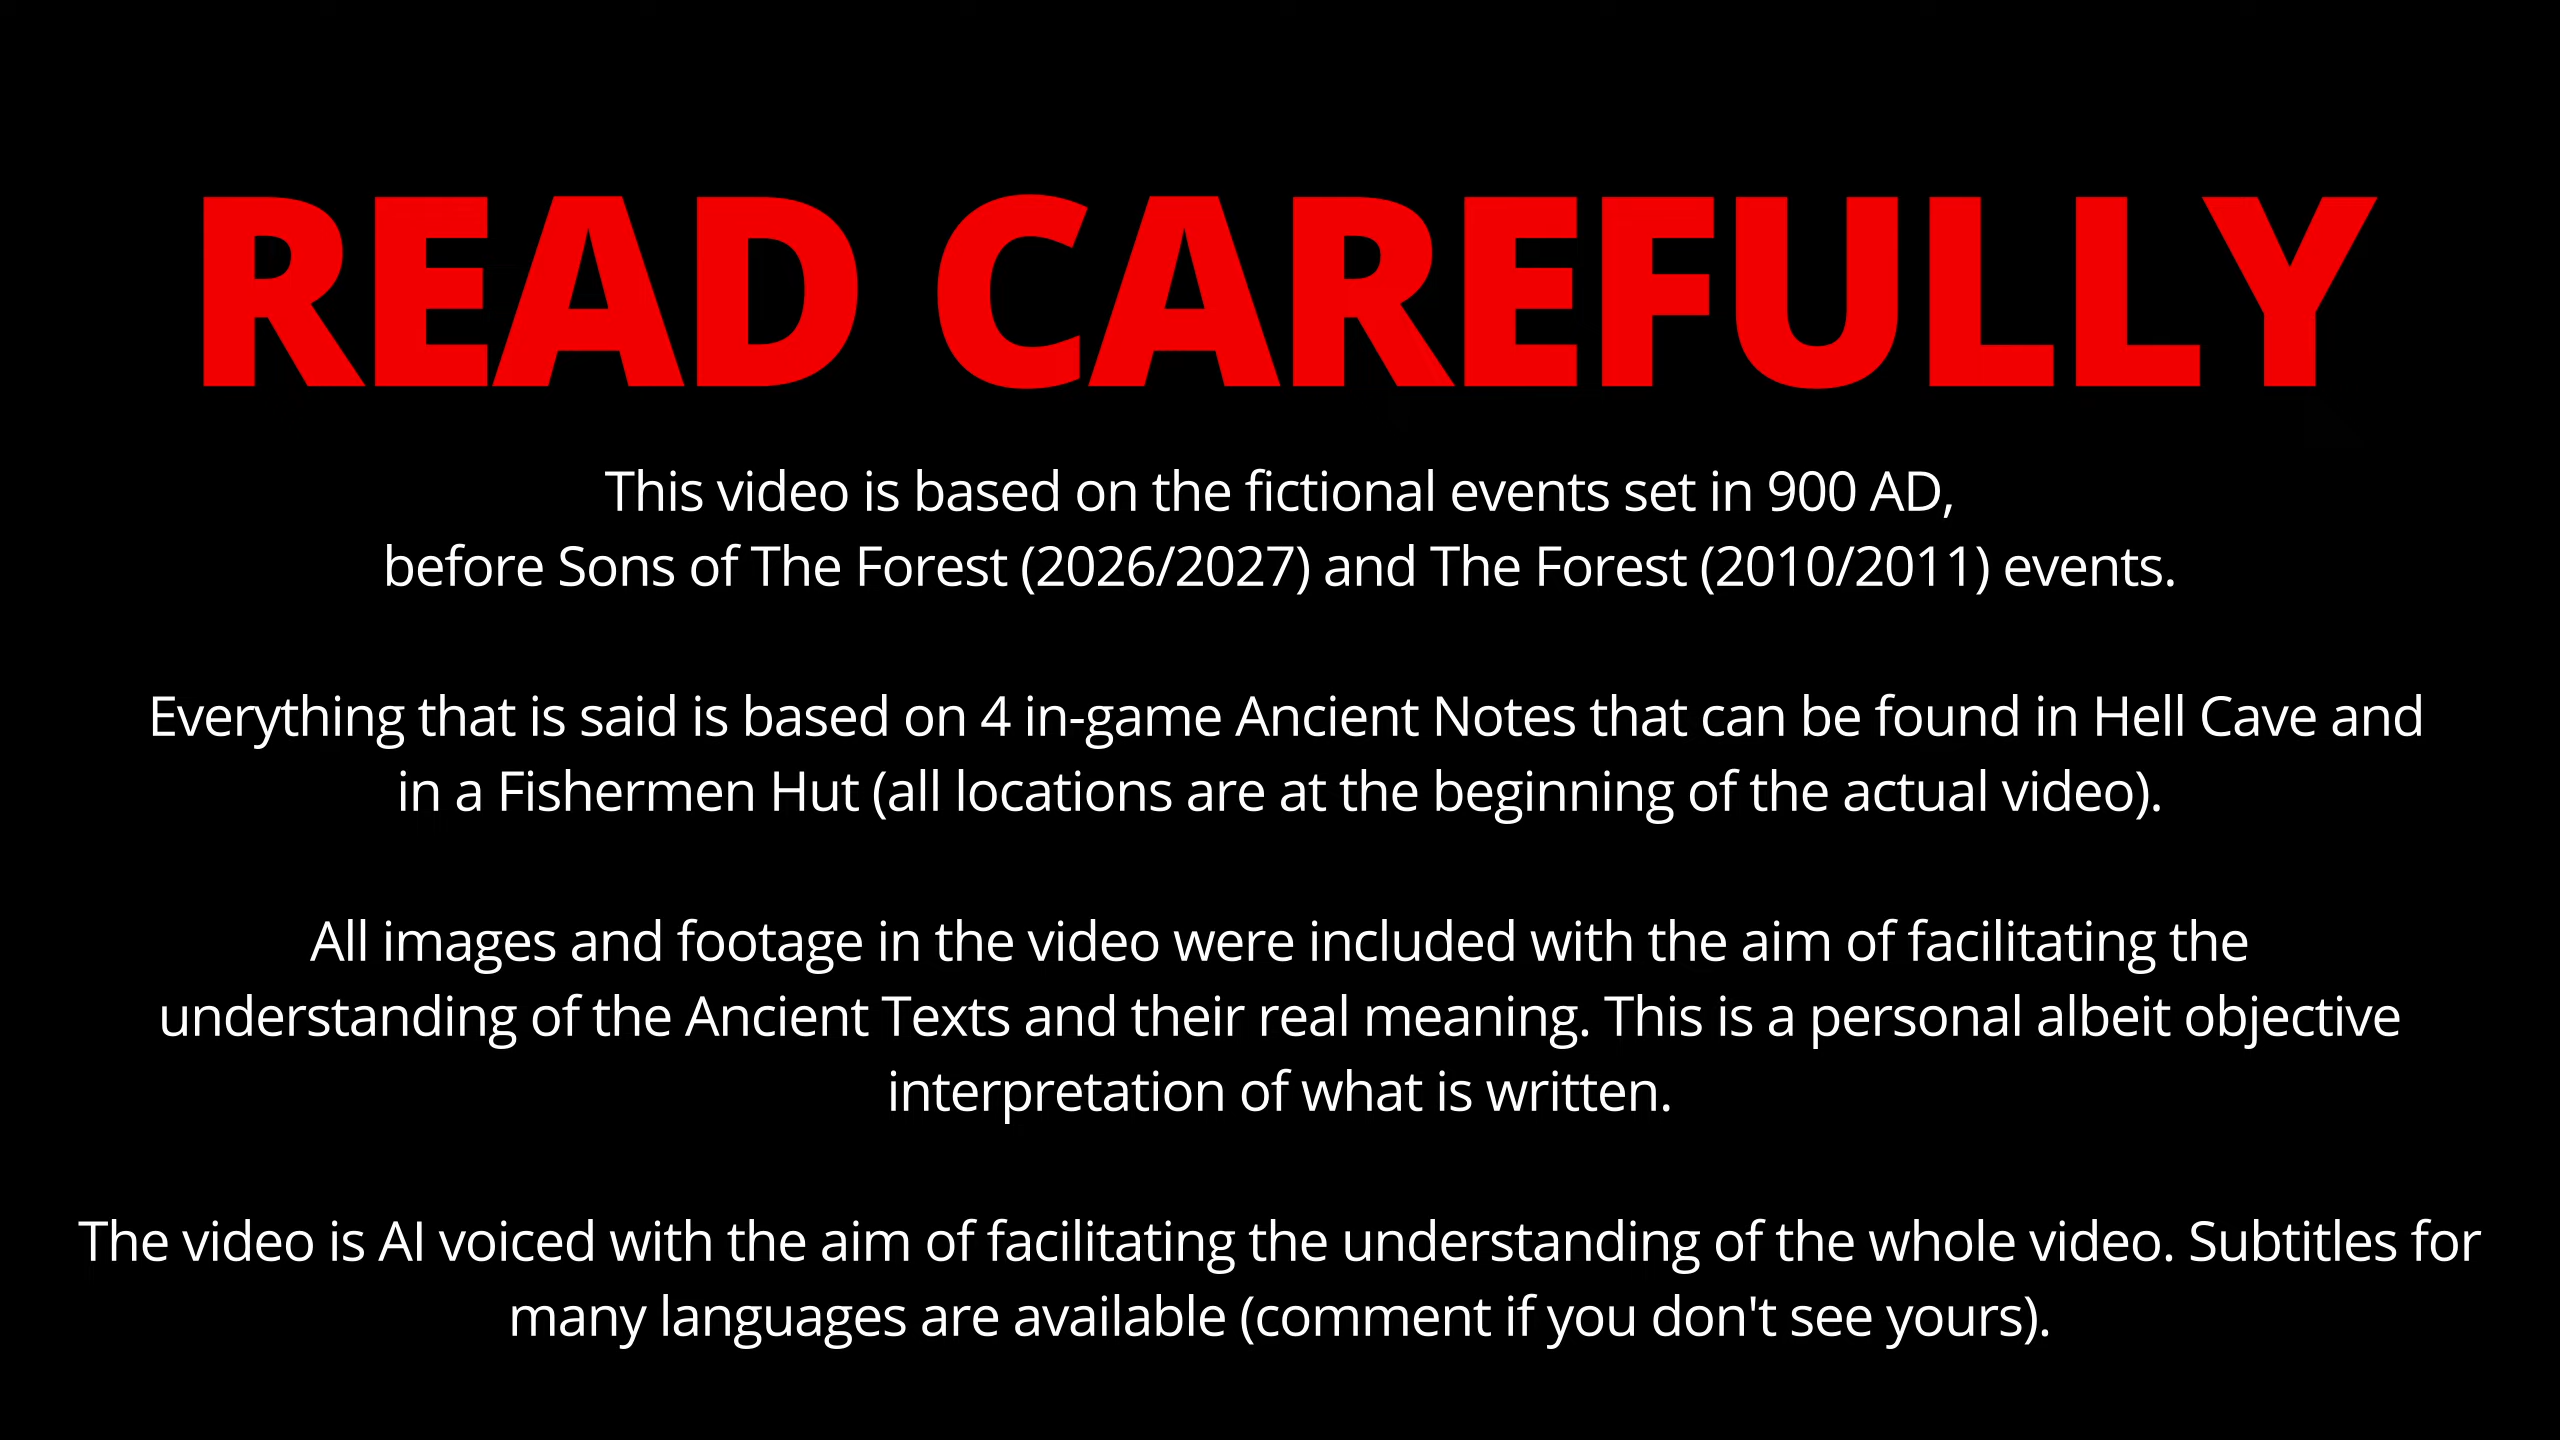 READ CAREFULLY
This video is based on the fictional events set in 900 AD,
before Sons of The Forest (2026/2027) and The Forest (2010/2011) events.
Everything that is said is based on 4 in-game Ancient Notes that can be found in Hell Cave and
in a Fishermen Hut (all locations are at the beginning of the actual video).
All images and footage in the video were included with the aim of facilitating the
understanding of the Ancient Texts and their real meaning. This is a personal albeit objective
interpretation of what is written.
The video is AI voiced with the aim of facilitating the understanding of the whole video. Subtitles for
many languages are available (comment if you don't see yours).